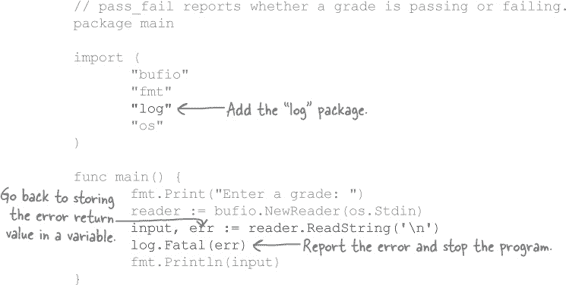 // pass_fail reports whether a grade is passing or failing.
package main
import (
"bufio"
"fmt"
"log" Add the "log" package.
"os"
)
func main() {
Go back to storing the error return value in a variable.
fmt.Print("Enter a grade: ")
reader := bufio.NewReader(os.Stdin)
input, err := reader.ReadString('\n')
log.Fatal(err) Report the error and stop the program.
fmt.Println(input)
}